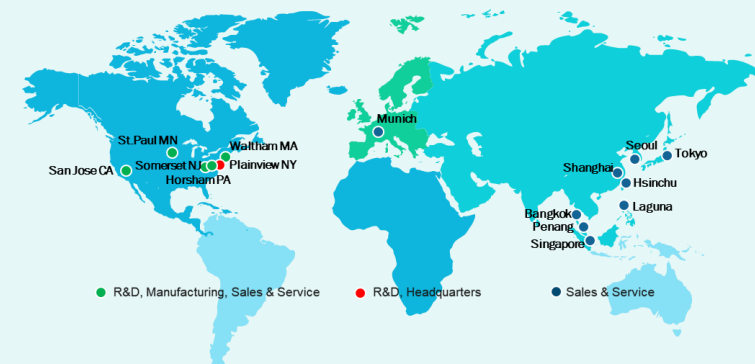 Munich
St.Paul MN
Waltham MA
Seoul
Tokyo
Somerset NJ
Plainview NY
San Jose CA
Shanghai
Horsham PA
Hsinchu
Laguna
Bangkok
Penang
Singapore
R&D, Manufacturing, Sales & Service
R&D, Headquarters
Sales & Service